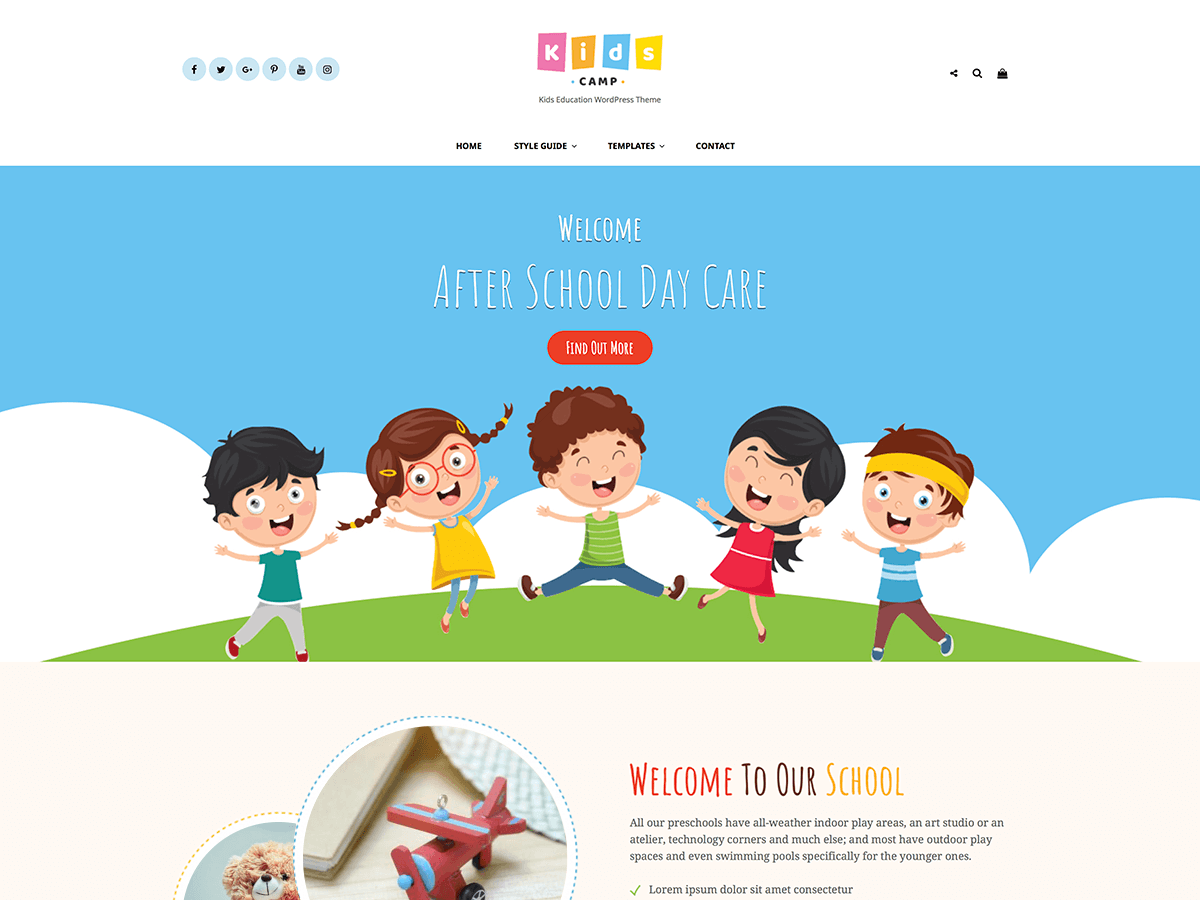 Kids
CAMP
Kids Education WordPress Theme
HOME
STYLE GUIDE
TEMPLATES
CONTACT
Welcome
After School Day Care
Find Out More
Welcome To Our School
All our preschools have all-weather indoor play areas, an art studio or an
atelier, technology corners and much else; and most have outdoor play
spaces and even swimming pools specifically for the younger ones.
Lorem ipsum dolor sit amet consectetur